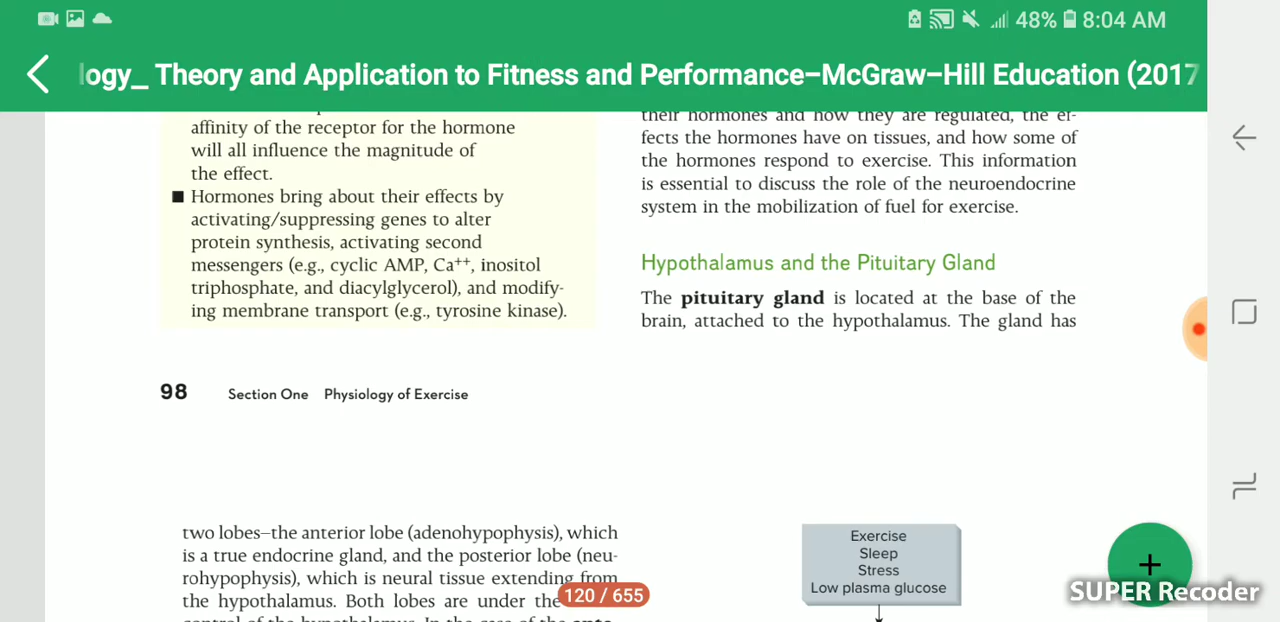 48% 8:04 AM
logy_ Theory and Application to Fitness and Performance–McGraw–Hill Education (2017
affinity of the receptor for the hormone
will all influence the magnitude of
the effect.
■ Hormones bring about their effects by
activating/suppressing genes to alter
protein synthesis, activating second
messengers (e.g., cyclic AMP, Ca⁺⁺, inositol
triphosphate, and diacylglycerol), and modify-
ing membrane transport (e.g., tyrosine kinase).
their hormones and how they are regulated, the ef-
fects the hormones have on tissues, and how some of
the hormones respond to exercise. This information
is essential to discuss the role of the neuroendocrine
system in the mobilization of fuel for exercise.
Hypothalamus and the Pituitary Gland
The pituitary gland is located at the base of the
brain, attached to the hypothalamus. The gland has
98 Section One Physiology of Exercise
two lobes—the anterior lobe (adenohypophysis), which
is a true endocrine gland, and the posterior lobe (neu-
rohypophysis), which is neural tissue extending from
the hypothalamus. Both lobes are under the
control of the hypothalamus. In the case of the
120 / 655
Exercise
Sleep
Stress
Low plasma glucose
+
SUPER Recoder